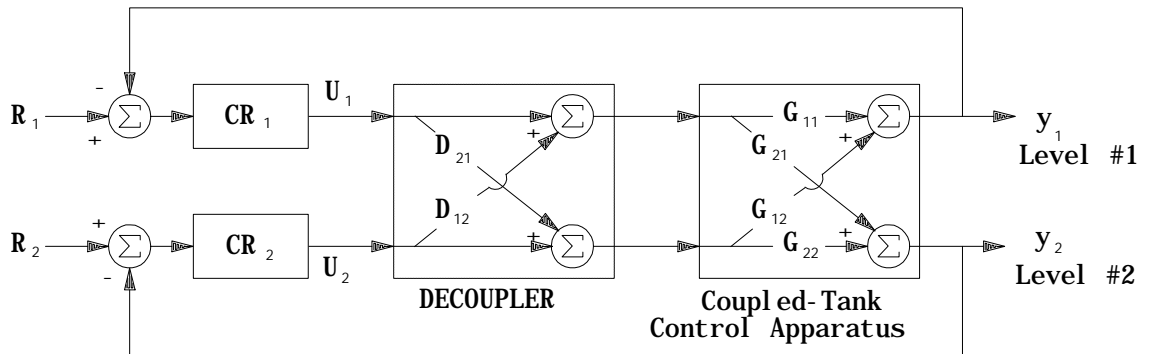 R1
+
-
Σ
CR1
U1
D21
D12
+
Σ
G11
G21
G12
+
Σ
y1
Level #1
R2
+
-
Σ
CR2
U2
+
Σ
G22
+
Σ
y2
Level #2
DECOUPLER
Coupled-Tank
Control Apparatus